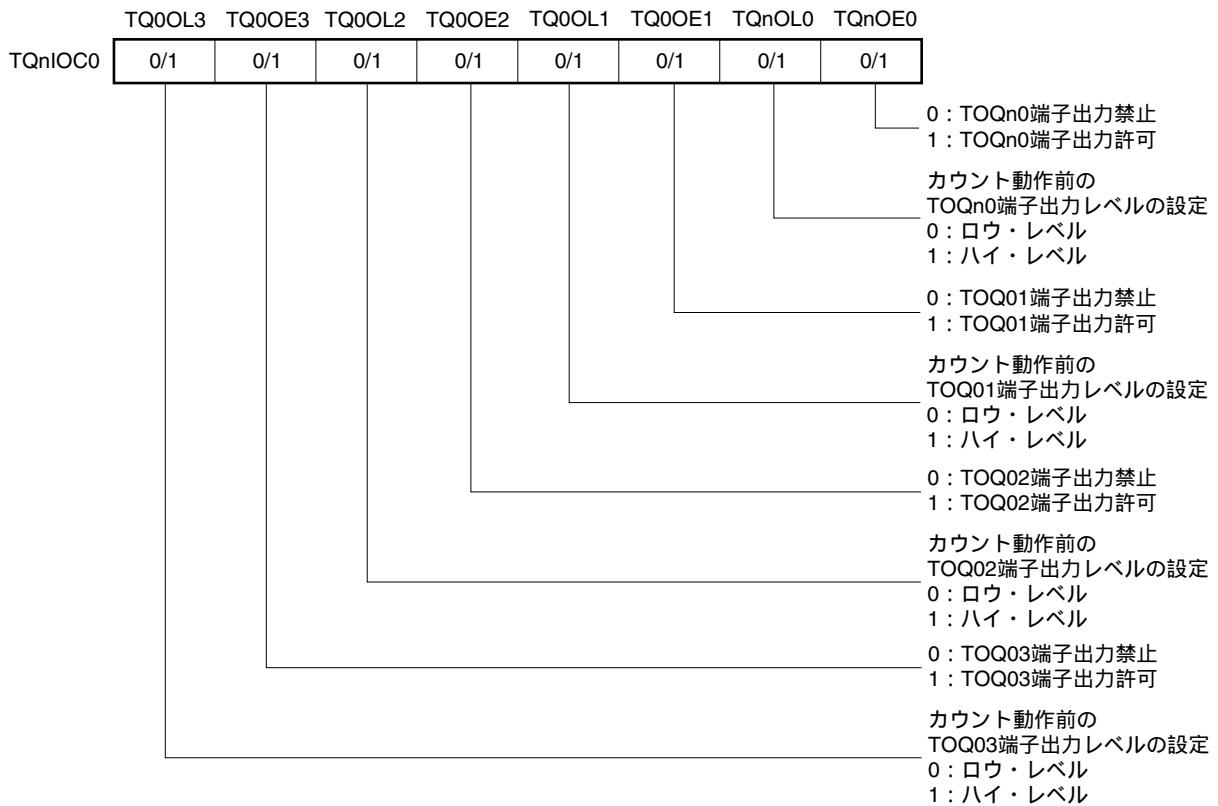 TQ0OL3 TQ0OE3 TQ0OL2 TQ0OE2 TQ0OL1 TQ0OE1 TQnOL0 TQnOE0
TQnIOC0 0/1 0/1 0/1 0/1 0/1 0/1 0/1 0/1
0：TOQn0端子出力禁止
1：TOQn0端子出力許可
カウント動作前の
TOQn0端子出力レベルの設定
0：ロウ・レベル
1：ハイ・レベル
0：TOQ01端子出力禁止
1：TOQ01端子出力許可
カウント動作前の
TOQ01端子出力レベルの設定
0：ロウ・レベル
1：ハイ・レベル
0：TOQ02端子出力禁止
1：TOQ02端子出力許可
カウント動作前の
TOQ02端子出力レベルの設定
0：ロウ・レベル
1：ハイ・レベル
0：TOQ03端子出力禁止
1：TOQ03端子出力許可
カウント動作前の
TOQ03端子出力レベルの設定
0：ロウ・レベル
1：ハイ・レベル